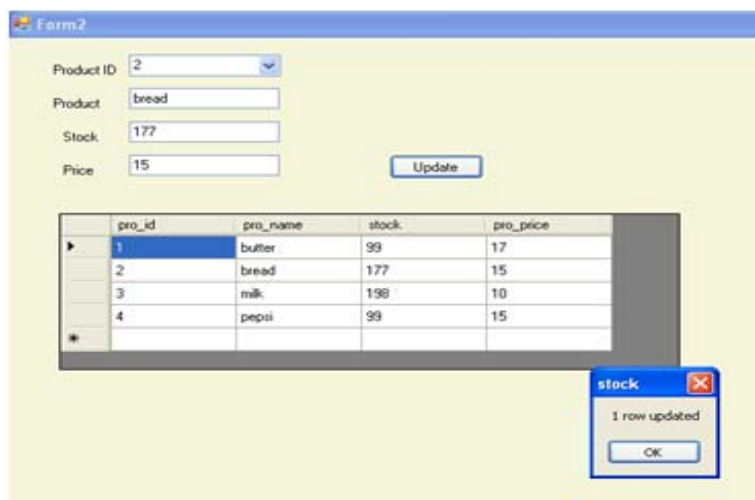 Form2
Product ID 2
Product bread
Stock 177
Price 15
Update
pro_id pro_name stock pro_price
1 butter 99 17
2 bread 177 15
3 milk 198 10
4 pepsi 99 15
stock
1 row updated
OK